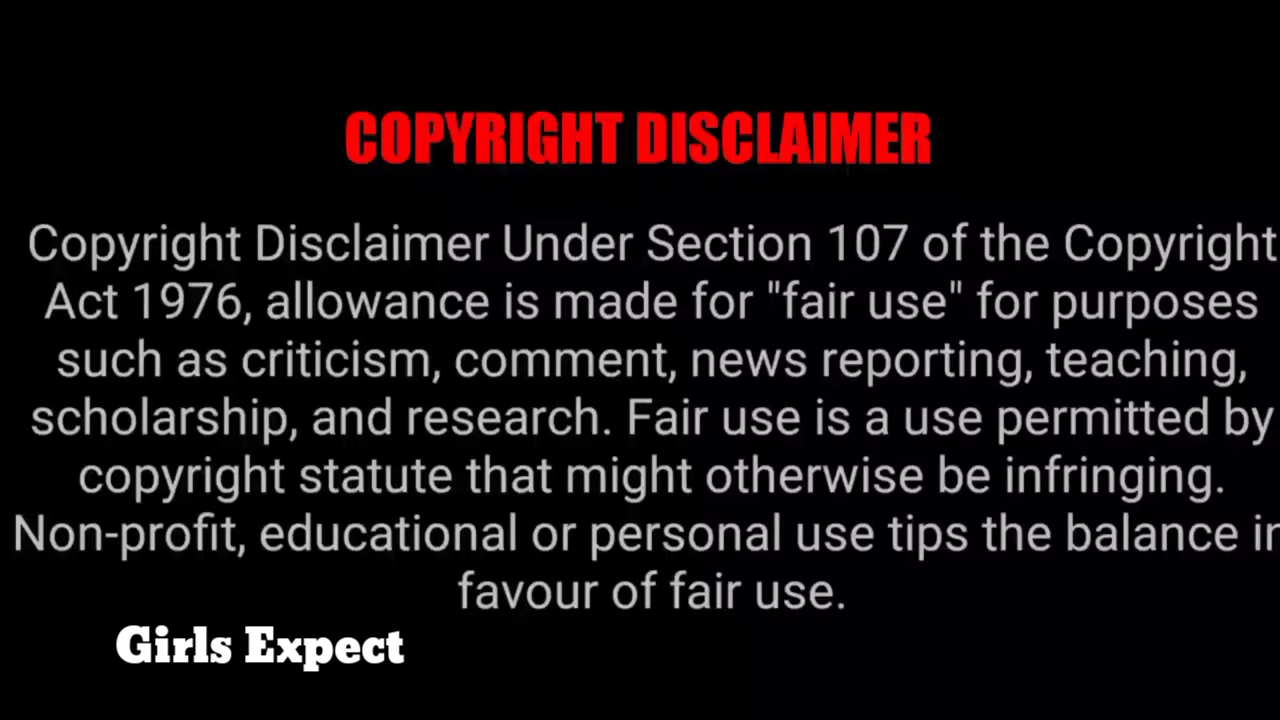 COPYRIGHT DISCLAIMER
Copyright Disclaimer Under Section 107 of the Copyright
Act 1976, allowance is made for "fair use" for purposes
such as criticism, comment, news reporting, teaching,
scholarship, and research. Fair use is a use permitted by
copyright statute that might otherwise be infringing.
Non-profit, educational or personal use tips the balance in
favour of fair use.
Girls Expect